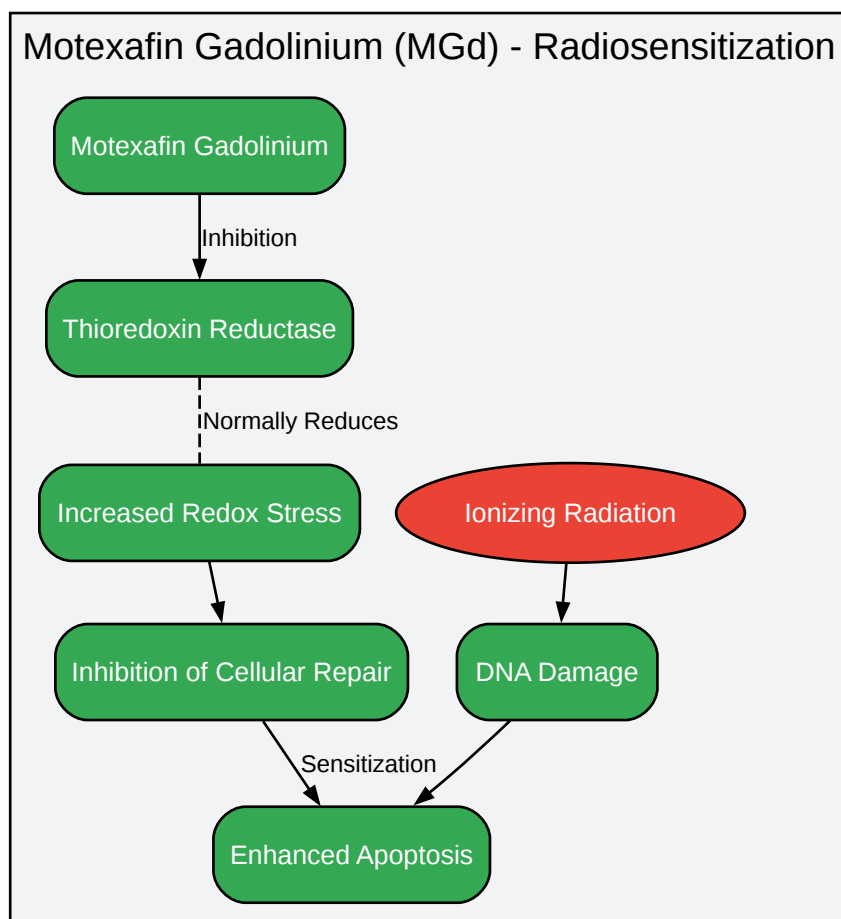 Motexafin Gadolinium (MGd) - Radiosensitization
Motexafin Gadolinium
Inhibition
Thioredoxin Reductase
Normally Reduces
Increased Redox Stress
Ionizing Radiation
Inhibition of Cellular Repair
DNA Damage
Sensitization
Enhanced Apoptosis